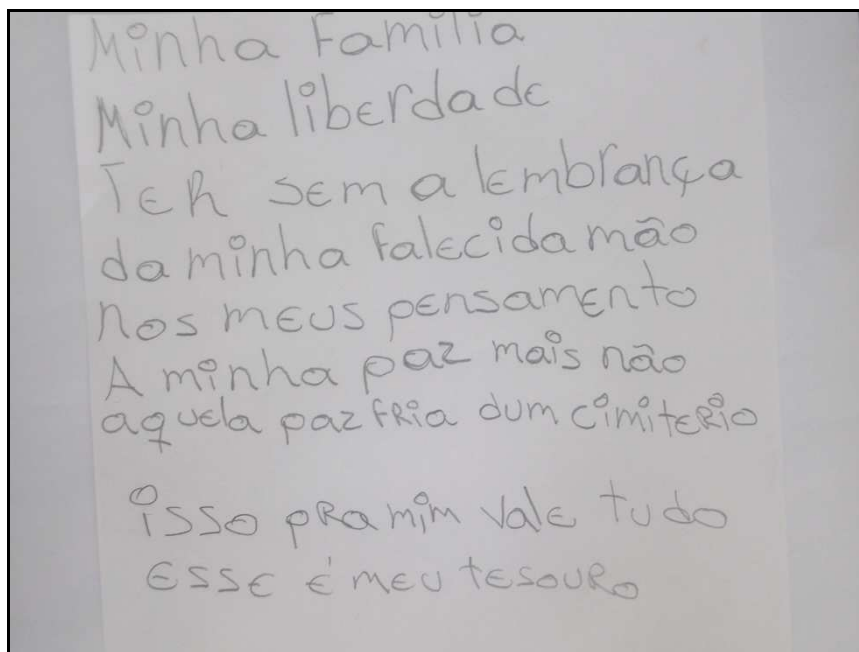 Minha Familia
Minha liberdade
TER sem a lembrança
da minha falecida mão
nos meus pensamento
A minha paz mais não
aquela paz fria dum cimiterio
isso pra mim vale tudo
esse é meu tesouro